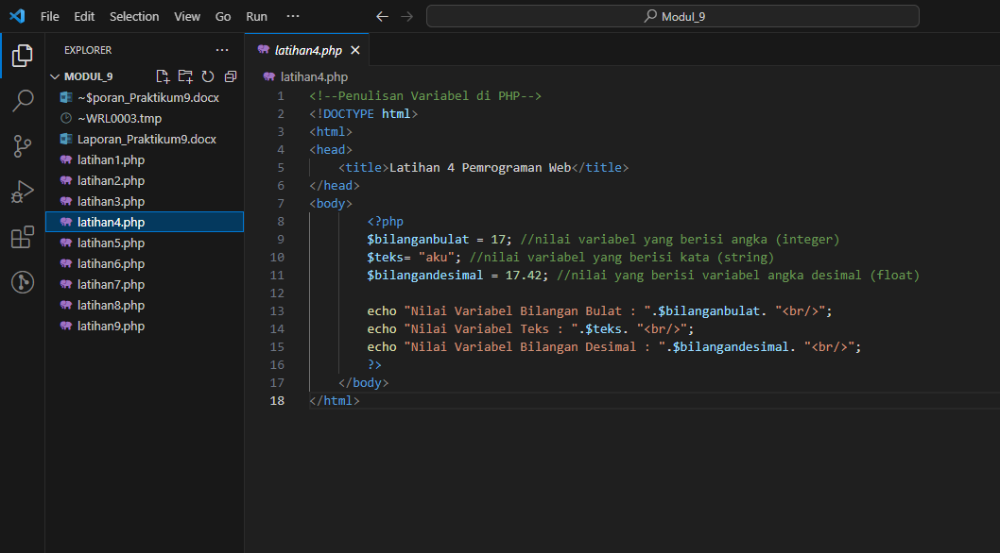 File Edit Selection View Go Run ···
Modul_9
EXPLORER ···
MODUL_9
~$poran_Praktikum9.docx
~WRL0003.tmp
Laporan_Praktikum9.docx
latihan1.php
latihan2.php
latihan3.php
latihan4.php
latihan5.php
latihan6.php
latihan7.php
latihan8.php
latihan9.php
latihan4.php
latihan4.php
1 <!--Penulisan Variabel di PHP-->
2 <!DOCTYPE html>
3 <html>
4 <head>
5 <title>Latihan 4 Pemrograman Web</title>
6 </head>
7 <body>
8 <?php
9 $bilanganbulat = 17; //nilai variabel yang berisi angka (integer)
10 $teks= "aku"; //nilai variabel yang berisi kata (string)
11 $bilangandesimal = 17.42; //nilai yang berisi variabel angka desimal (float)
12
13 echo "Nilai Variabel Bilangan Bulat : ".$bilanganbulat. "<br/>";
14 echo "Nilai Variabel Teks : ".$teks. "<br/>";
15 echo "Nilai Variabel Bilangan Desimal : ".$bilangandesimal. "<br/>";
16 ?>
17 </body>
18 </html>